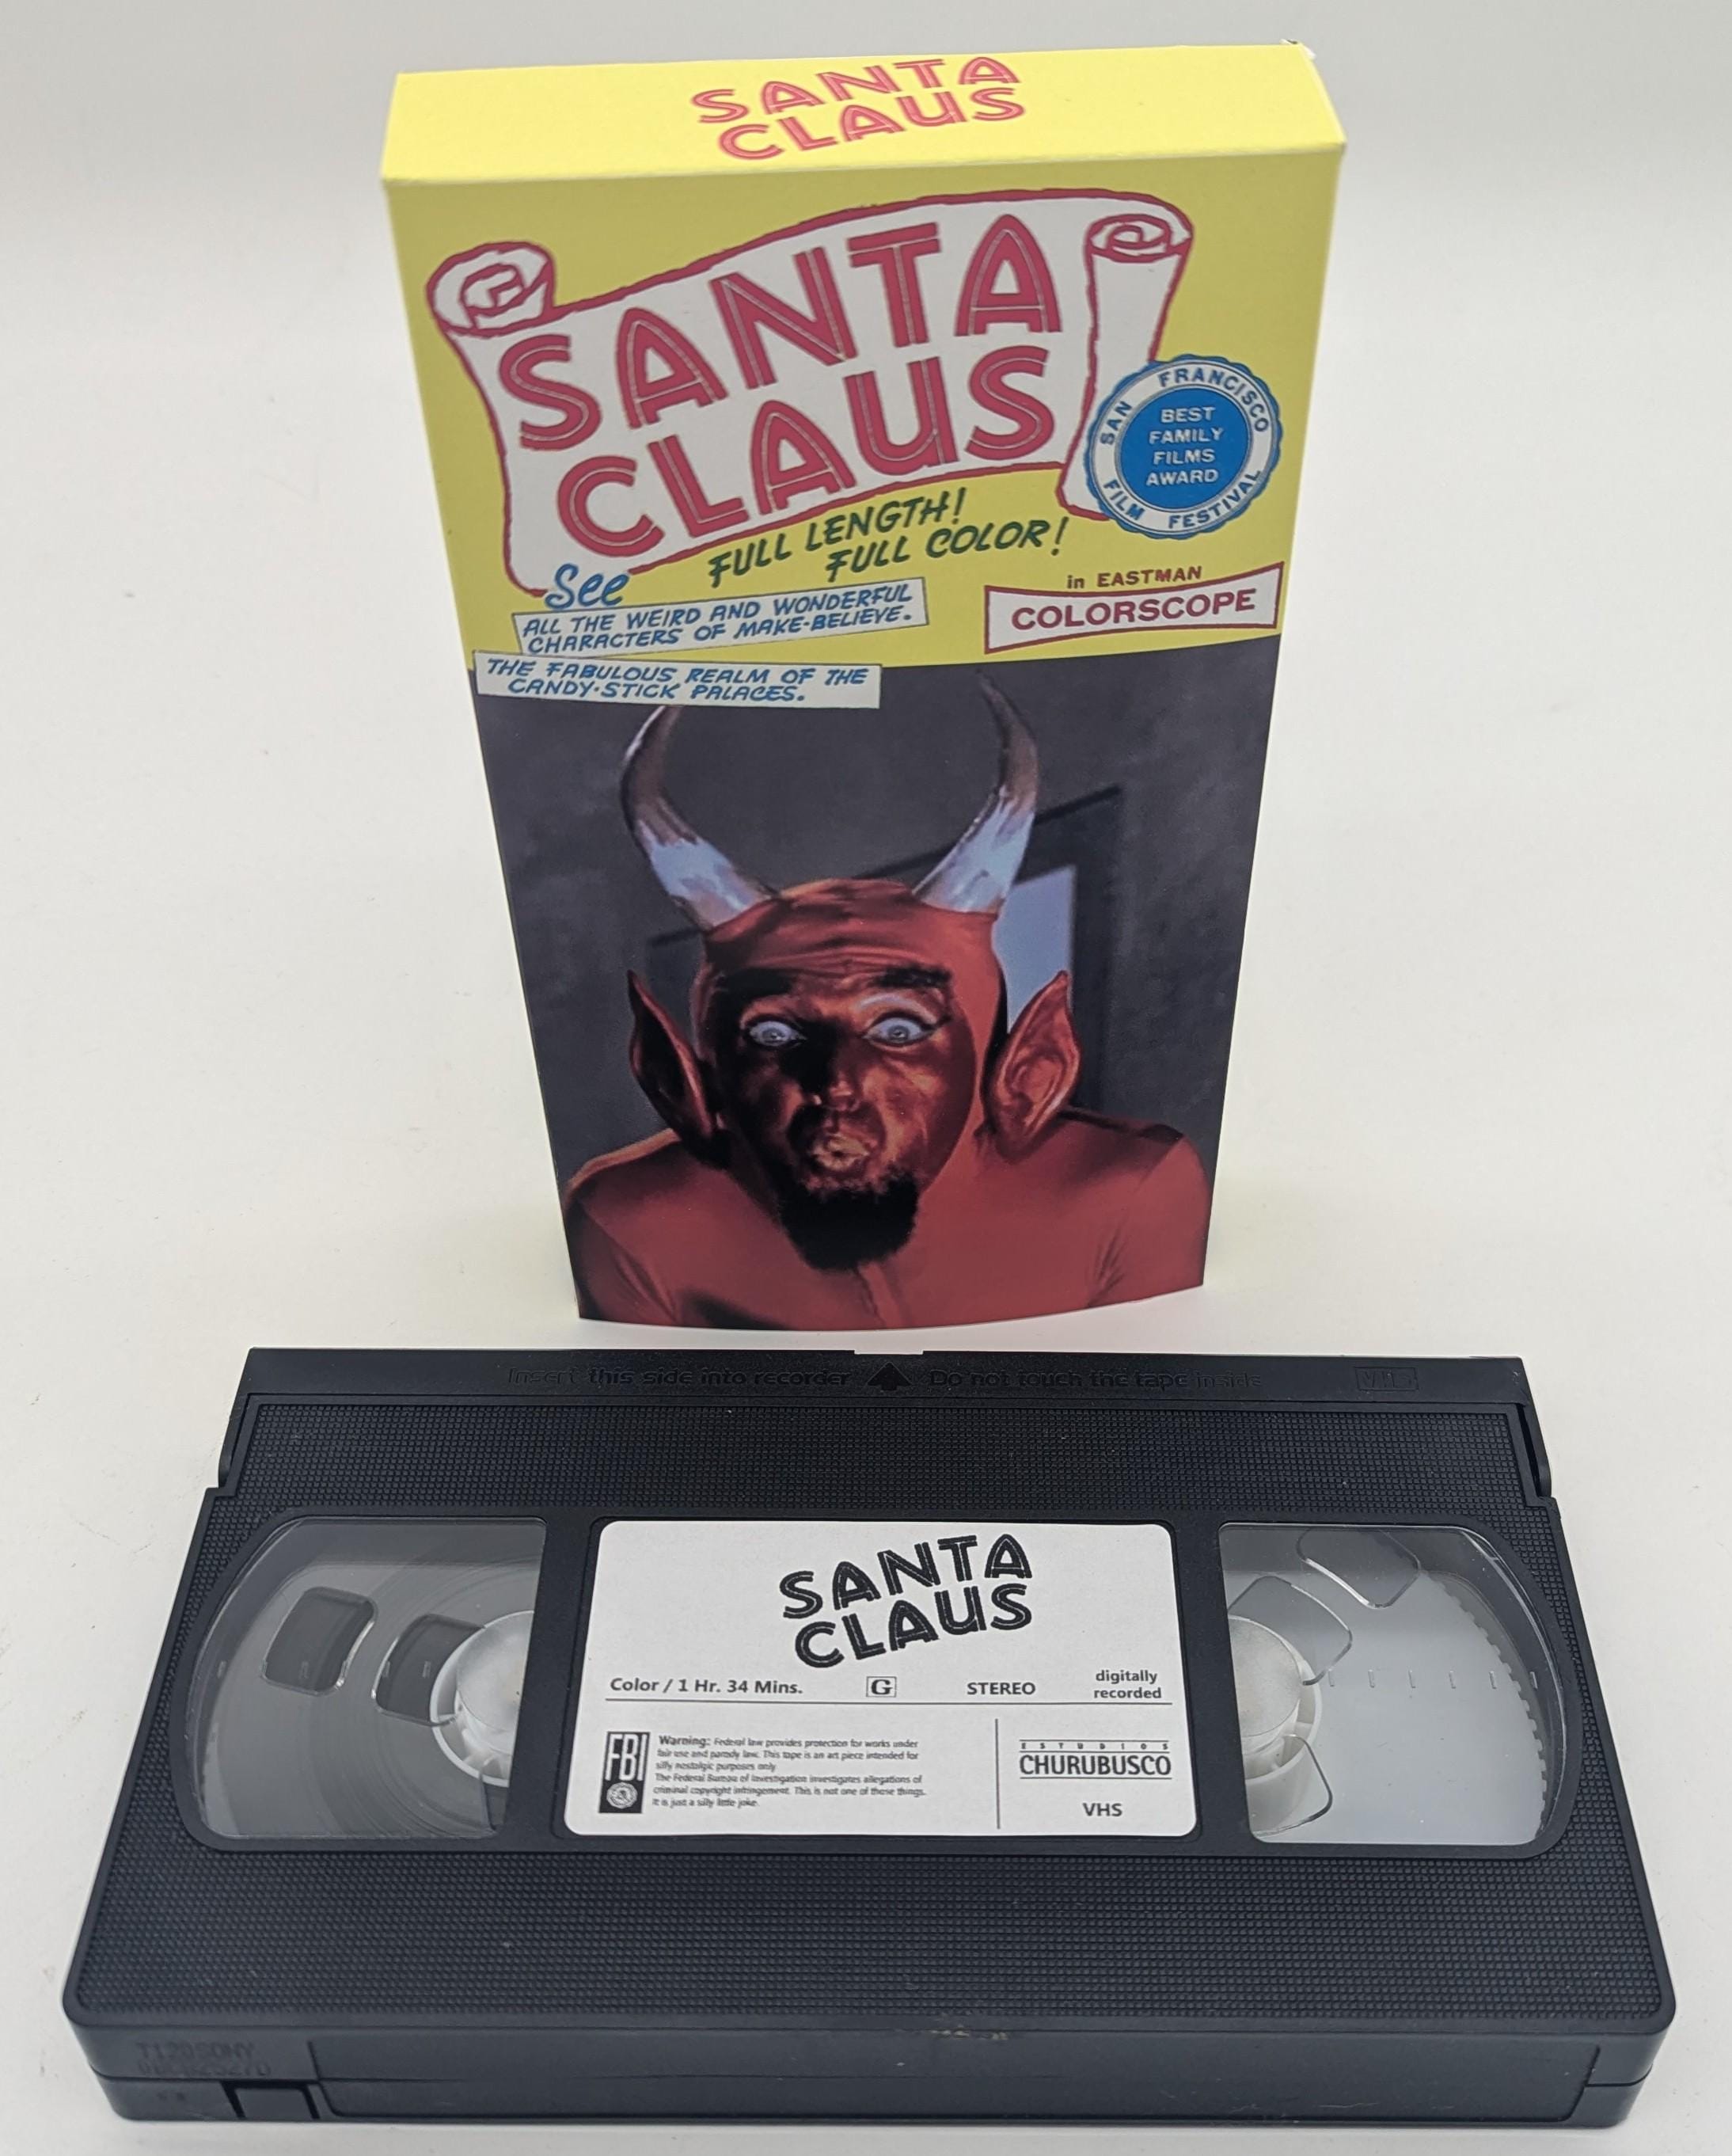 SANTA
CLAUS
SANTA
CLAUS
SAN FRANCISCO
FILM FESTIVAL
BEST
FAMILY
FILMS
AWARD
FULL LENGTH!
FULL COLOR!
See
ALL THE WEIRD AND WONDERFUL
CHARACTERS OF MAKE-BELIEVE.
in EASTMAN
COLORSCOPE
THE FABULOUS REALM OF THE
CANDY-STICK PALACES.
Insert this side into recorder Do not touch the tape inside
VHS
SANTA
CLAUS
Color / 1 Hr. 34 Mins. G STEREO digitally
recorded
FBI
Warning: Federal law provides protection for works under
fair use and parody law. This tape is an art piece intended for
silly nostalgic purposes only
The Federal Bureau of Investigation investigates allegations of
criminal copyright infringement. This is not one of those things.
It is just a silly little joke.
ESTUDIOS
CHURUBUSCO
VHS
T120SONY